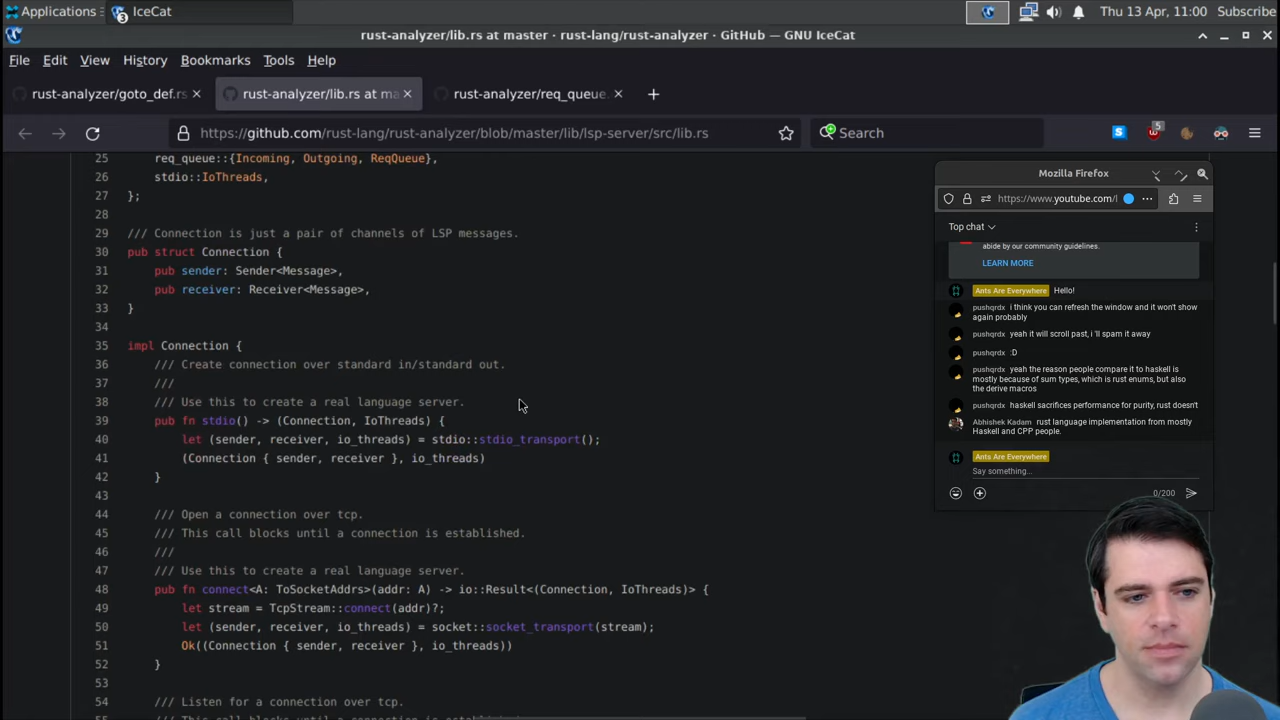 Applications
IceCat
Thu 13 Apr, 11:00
Subscribe
rust-analyzer/lib.rs at master · rust-lang/rust-analyzer · GitHub — GNU IceCat
File Edit View History Bookmarks Tools Help
rust-analyzer/goto_def.rs
rust-analyzer/lib.rs at ma
rust-analyzer/req_queue.
https://github.com/rust-lang/rust-analyzer/blob/master/lib/lsp-server/src/lib.rs
Search
5
25 req_queue::{Incoming, Outgoing, ReqQueue},
26 stdio::IoThreads,
27 };
28
29 /// Connection is just a pair of channels of LSP messages.
30 pub struct Connection {
31 pub sender: Sender<Message>,
32 pub receiver: Receiver<Message>,
33 }
34
35 impl Connection {
36 /// Create connection over standard in/standard out.
37 ///
38 /// Use this to create a real language server.
39 pub fn stdio() -> (Connection, IoThreads) {
40 let (sender, receiver, io_threads) = stdio::stdio_transport();
41 (Connection { sender, receiver }, io_threads)
42 }
43
44 /// Open a connection over tcp.
45 /// This call blocks until a connection is established.
46 ///
47 /// Use this to create a real language server.
48 pub fn connect<A: ToSocketAddrs>(addr: A) -> io::Result<(Connection, IoThreads)> {
49 let stream = TcpStream::connect(addr)?;
50 let (sender, receiver, io_threads) = socket::socket_transport(stream);
51 Ok((Connection { sender, receiver }, io_threads))
52 }
53
54 /// Listen for a connection over tcp.
55 /// This call blocks until a connection is established.
Mozilla Firefox
https://www.youtube.com/l
Top chat
abide by our community guidelines.
LEARN MORE
Ants Are Everywhere Hello!
pushqrdx i think you can refresh the window and it won't show
again probably
pushqrdx yeah it will scroll past, i 'll spam it away
pushqrdx :D
pushqrdx yeah the reason people compare it to haskell is
mostly because of sum types, which is rust enums, but also
the derive macros
pushqrdx haskell sacrifices performance for purity, rust doesn't
Abhishek Kadam rust language implementation from mostly
Haskell and CPP people.
Ants Are Everywhere
Say something...
0/200